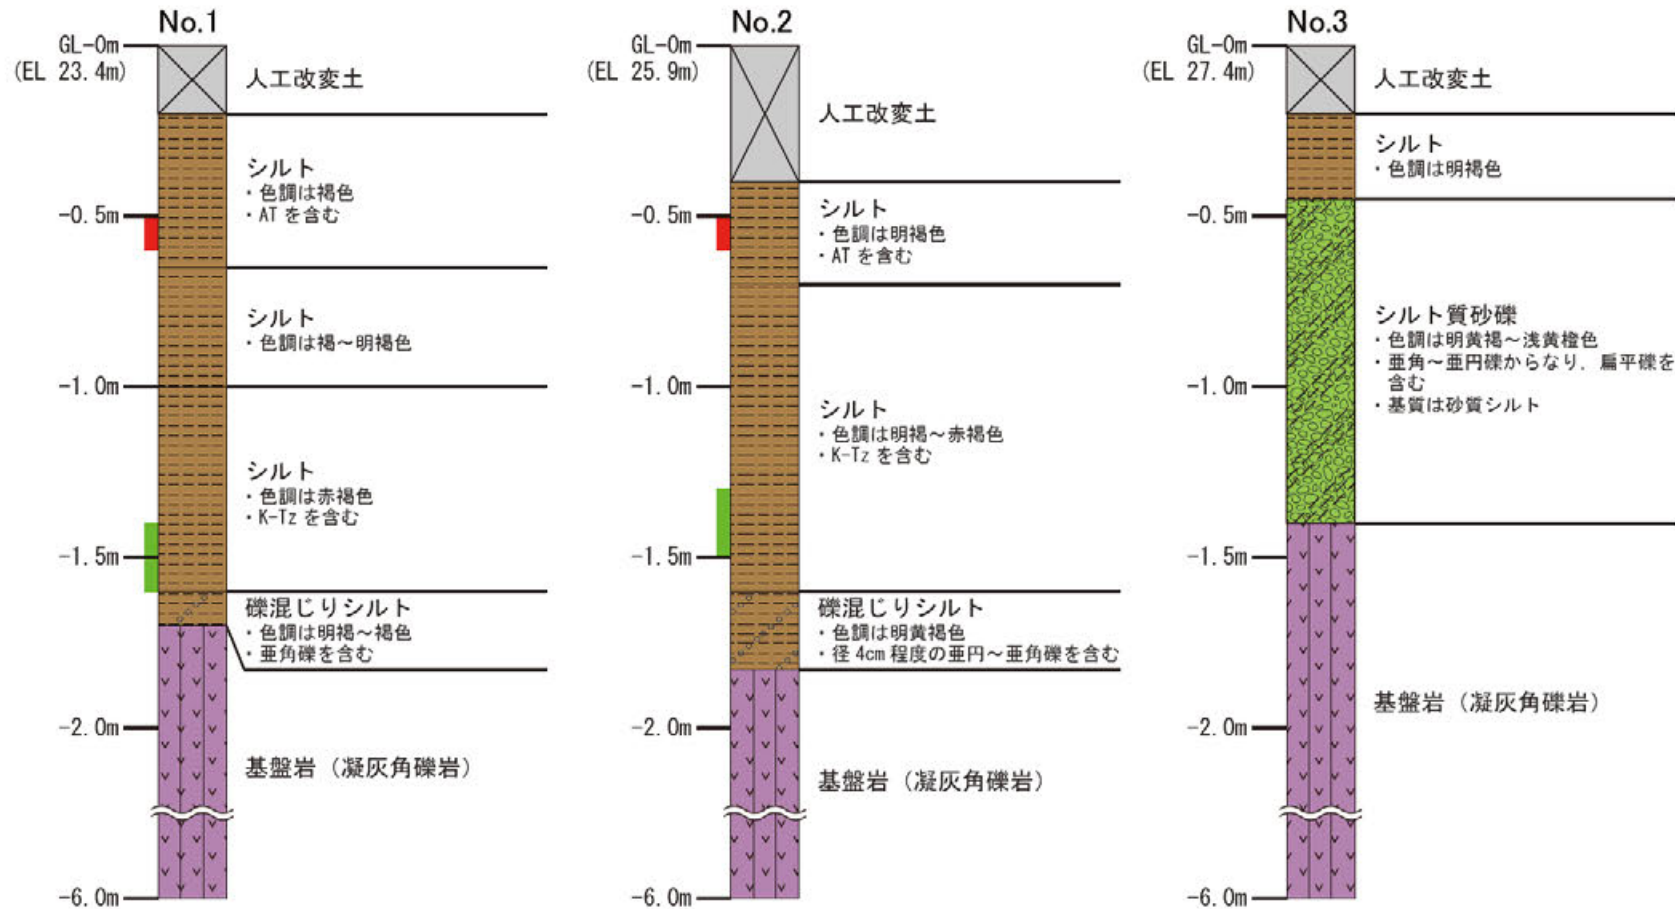 No.1
GL-0m
(EL 23.4m)
人工改変土
シルト
・色調は褐色
・ATを含む
-0.5m
シルト
・色調は褐～明褐色
-1.0m
シルト
・色調は赤褐色
・K-Tzを含む
-1.5m
礫混じりシルト
・色調は明褐～褐色
・亜角礫を含む
-2.0m
基盤岩（凝灰角礫岩）
-6.0m
No.2
GL-0m
(EL 25.9m)
人工改変土
シルト
-0.5m
・色調は明褐色
・ATを含む
-1.0m
シルト
・色調は明褐～赤褐色
・K-Tzを含む
-1.5m
礫混じりシルト
・色調は明黄褐色
・径4cm程度の亜円～亜角礫を含む
-2.0m
基盤岩（凝灰角礫岩）
-6.0m
No.3
GL-0m
(EL 27.4m)
人工改変土
シルト
・色調は明褐色
-0.5m
シルト質砂礫
・色調は明黄褐～浅黄橙色
・亜角～亜円礫からなり，扁平礫を
含む
-1.0m
・基質は砂質シルト
-1.5m
基盤岩（凝灰角礫岩）
-2.0m
-6.0m